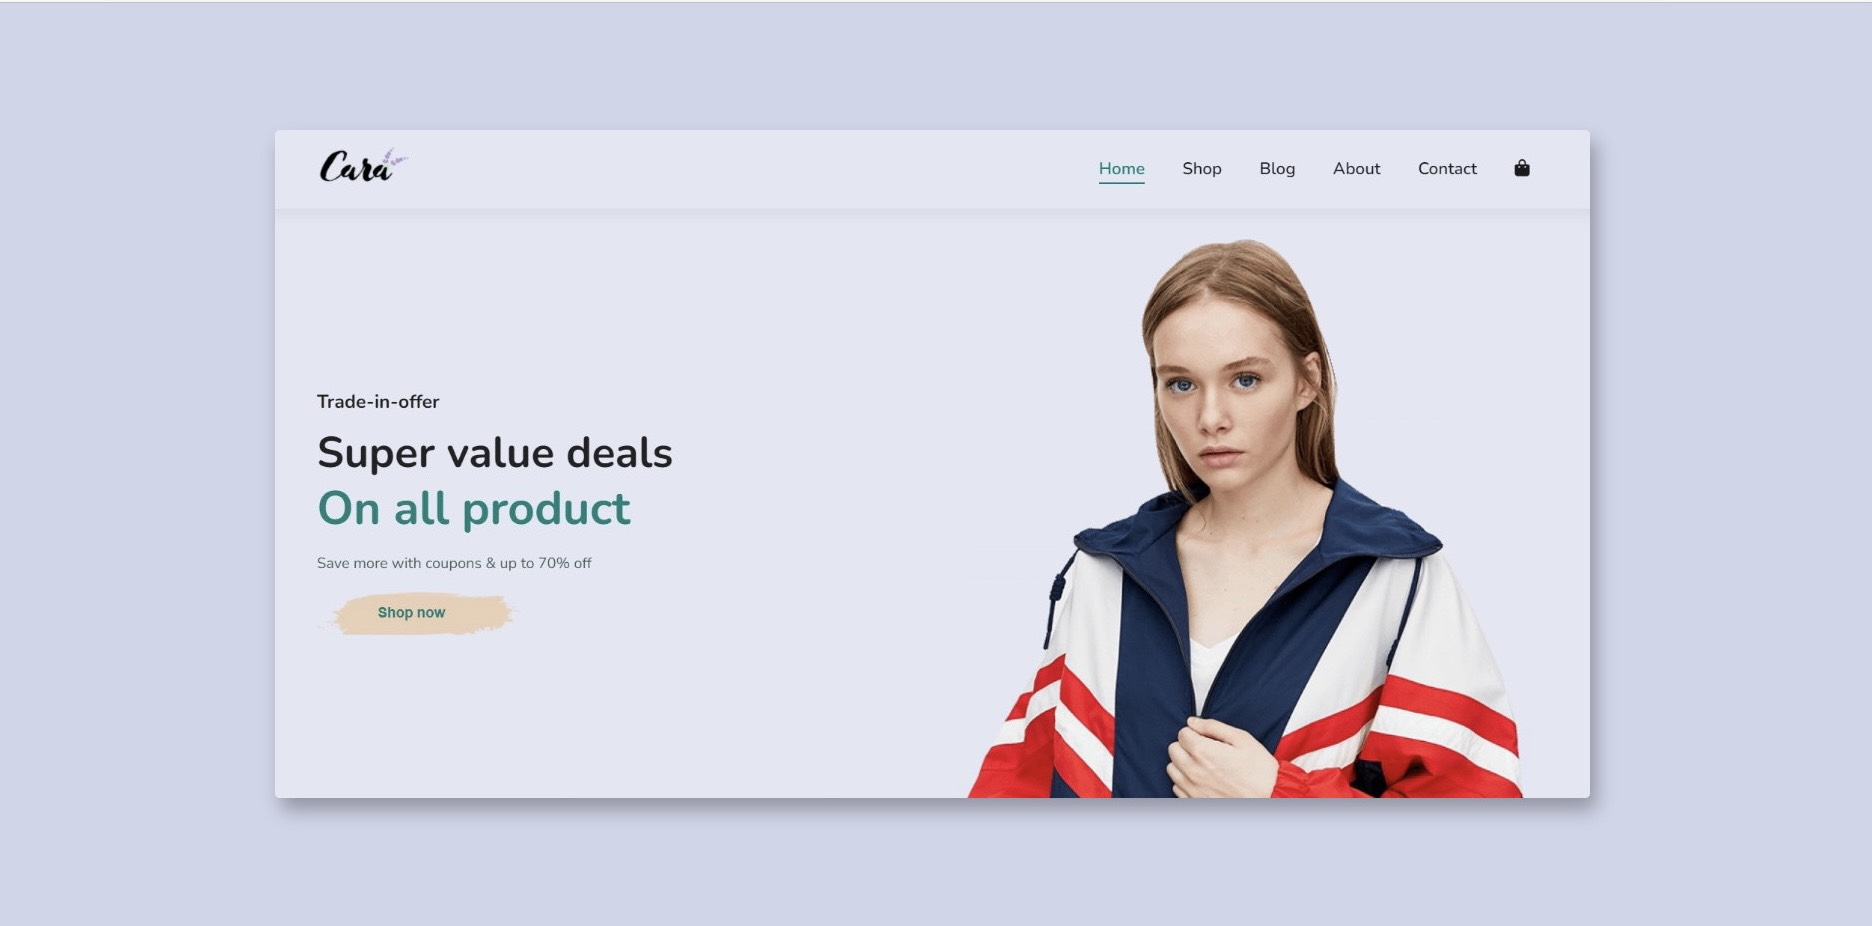 Cara
Home Shop Blog About Contact
Trade-in-offer
Super value deals
On all product
Save more with coupons & up to 70% off
Shop now